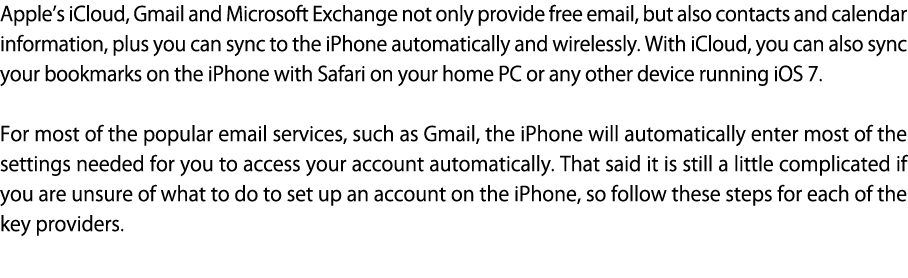 Apple’s iCloud, Gmail and Microsoft Exchange not only provide free email, but also contacts and calendar
information, plus you can sync to the iPhone automatically and wirelessly. With iCloud, you can also sync
your bookmarks on the iPhone with Safari on your home PC or any other device running iOS 7.
For most of the popular email services, such as Gmail, the iPhone will automatically enter most of the
settings needed for you to access your account automatically. That said it is still a little complicated if
you are unsure of what to do to set up an account on the iPhone, so follow these steps for each of the
key providers.